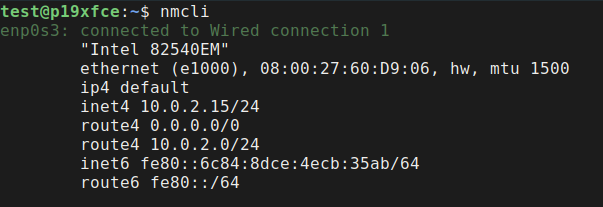 test@p19xfce:~$ nmcli
enp0s3: connected to Wired connection 1
"Intel 82540EM"
ethernet (e1000), 08:00:27:60:D9:06, hw, mtu 1500
ip4 default
inet4 10.0.2.15/24
route4 0.0.0.0/0
route4 10.0.2.0/24
inet6 fe80::6c84:8dce:4ecb:35ab/64
route6 fe80::/64